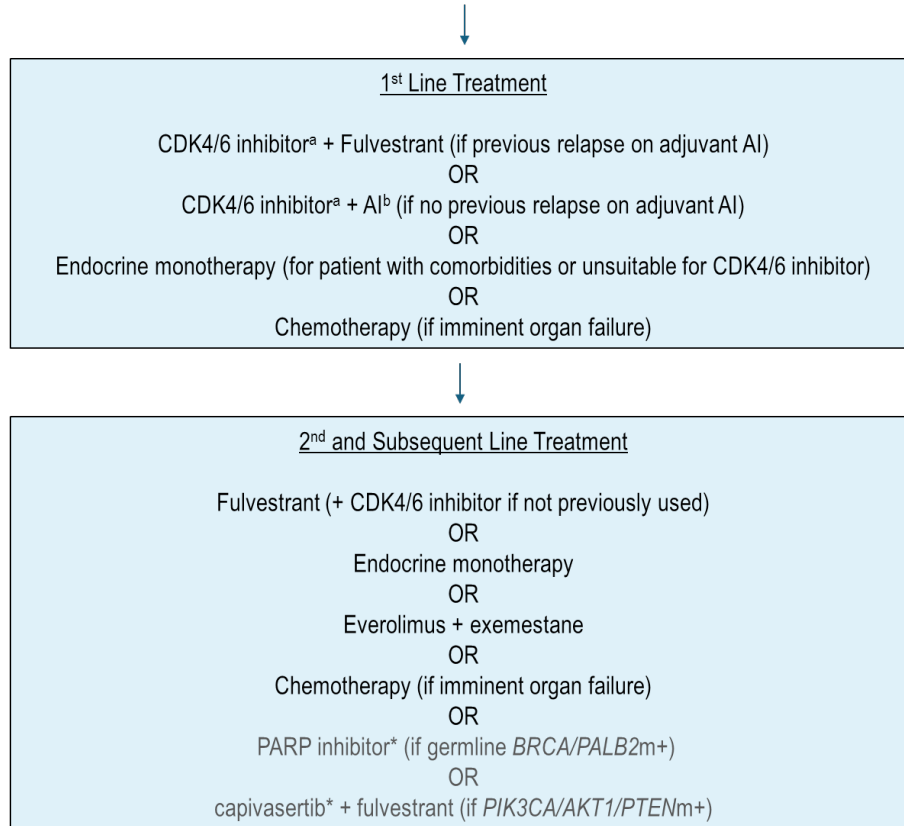 1st Line Treatment
CDK4/6 inhibitorᵃ + Fulvestrant (if previous relapse on adjuvant AI)
OR
CDK4/6 inhibitorᵃ + AIᵇ (if no previous relapse on adjuvant AI)
OR
Endocrine monotherapy (for patient with comorbidities or unsuitable for CDK4/6 inhibitor)
OR
Chemotherapy (if imminent organ failure)
2nd and Subsequent Line Treatment
Fulvestrant (+ CDK4/6 inhibitor if not previously used)
OR
Endocrine monotherapy
OR
Everolimus + exemestane
OR
Chemotherapy (if imminent organ failure)
OR
PARP inhibitor* (if germline BRCA/PALB2m+)
OR
capivasertib* + fulvestrant (if PIK3CA/AKT1/PTENm+)